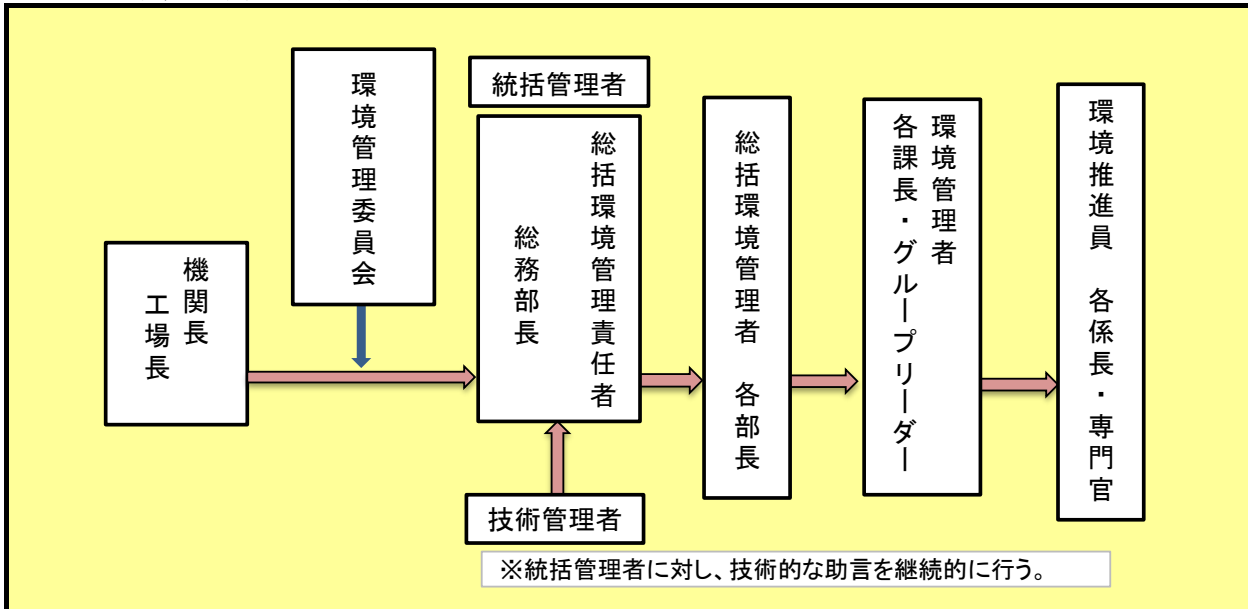 機関長
工場長
環境管理委員会
統括管理者
総括環境管理責任者
総務部長
技術管理者
※統括管理者に対し、技術的な助言を継続的に行う。
総括環境管理者　各部長
環境管理者
各課長・グループリーダー
環境推進員　各係長・専門官